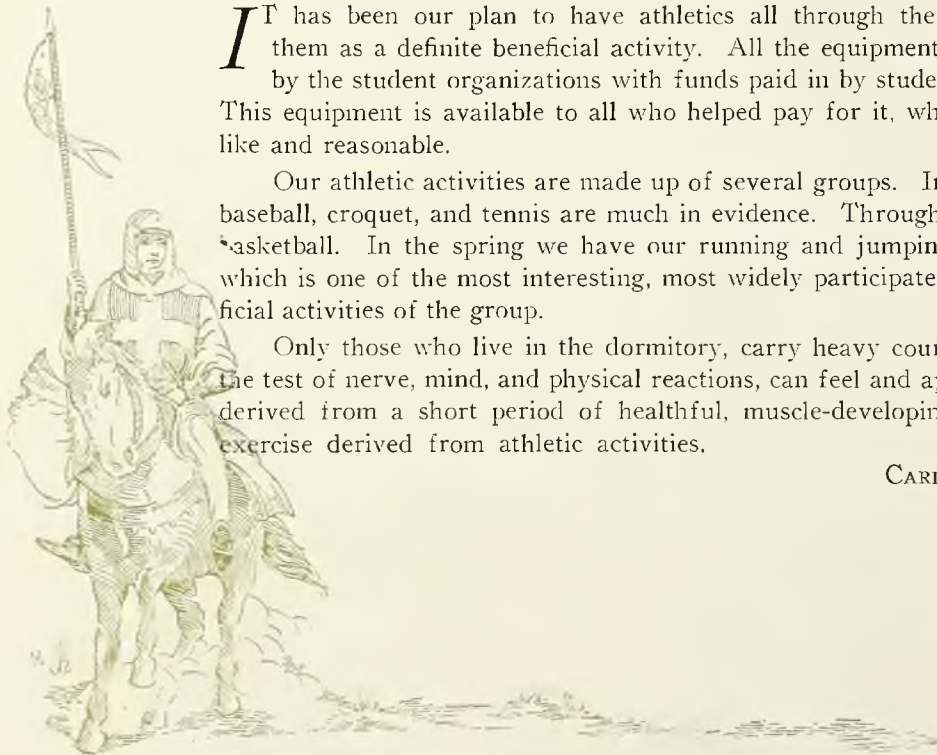 IT has been our plan to have athletics all through the
them as a definite beneficial activity. All the equipment
by the student organizations with funds paid in by stude
This equipment is available to all who helped pay for it, wh
like and reasonable.
Our athletic activities are made up of several groups. I
baseball, croquet, and tennis are much in evidence. Through
basketball. In the spring we have our running and jumpin
which is one of the most interesting, most widely participate
ficial activities of the group.
Only those who live in the dormitory, carry heavy cour
the test of nerve, mind, and physical reactions, can feel and a
derived from a short period of healthful, muscle-developin
exercise derived from athletic activities.
CARL